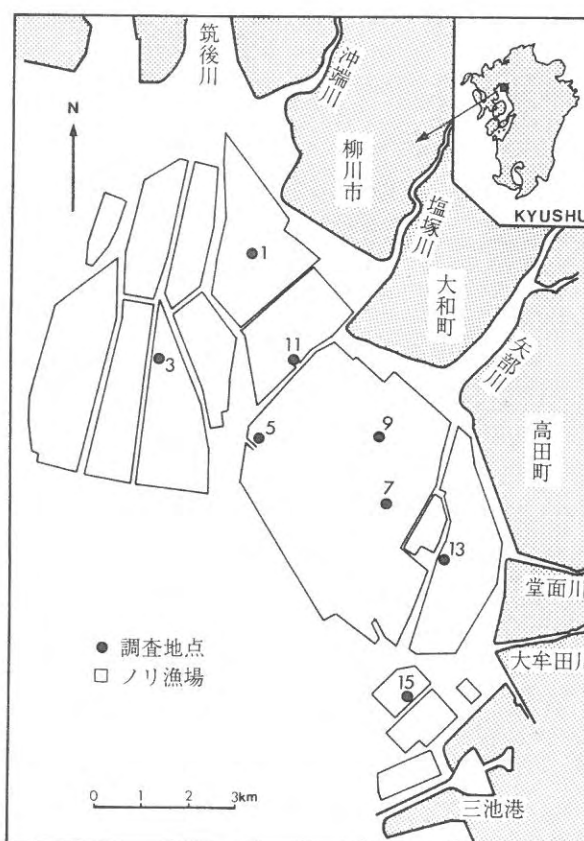 筑後川
沖端川
柳川市
塩塚川
大和町
矢部川
高田町
堂面川
大牟田川
三池港
KYUSHU
N
1
3
11
5
9
7
13
15
調査地点
ノリ漁場
0 1 2 3km